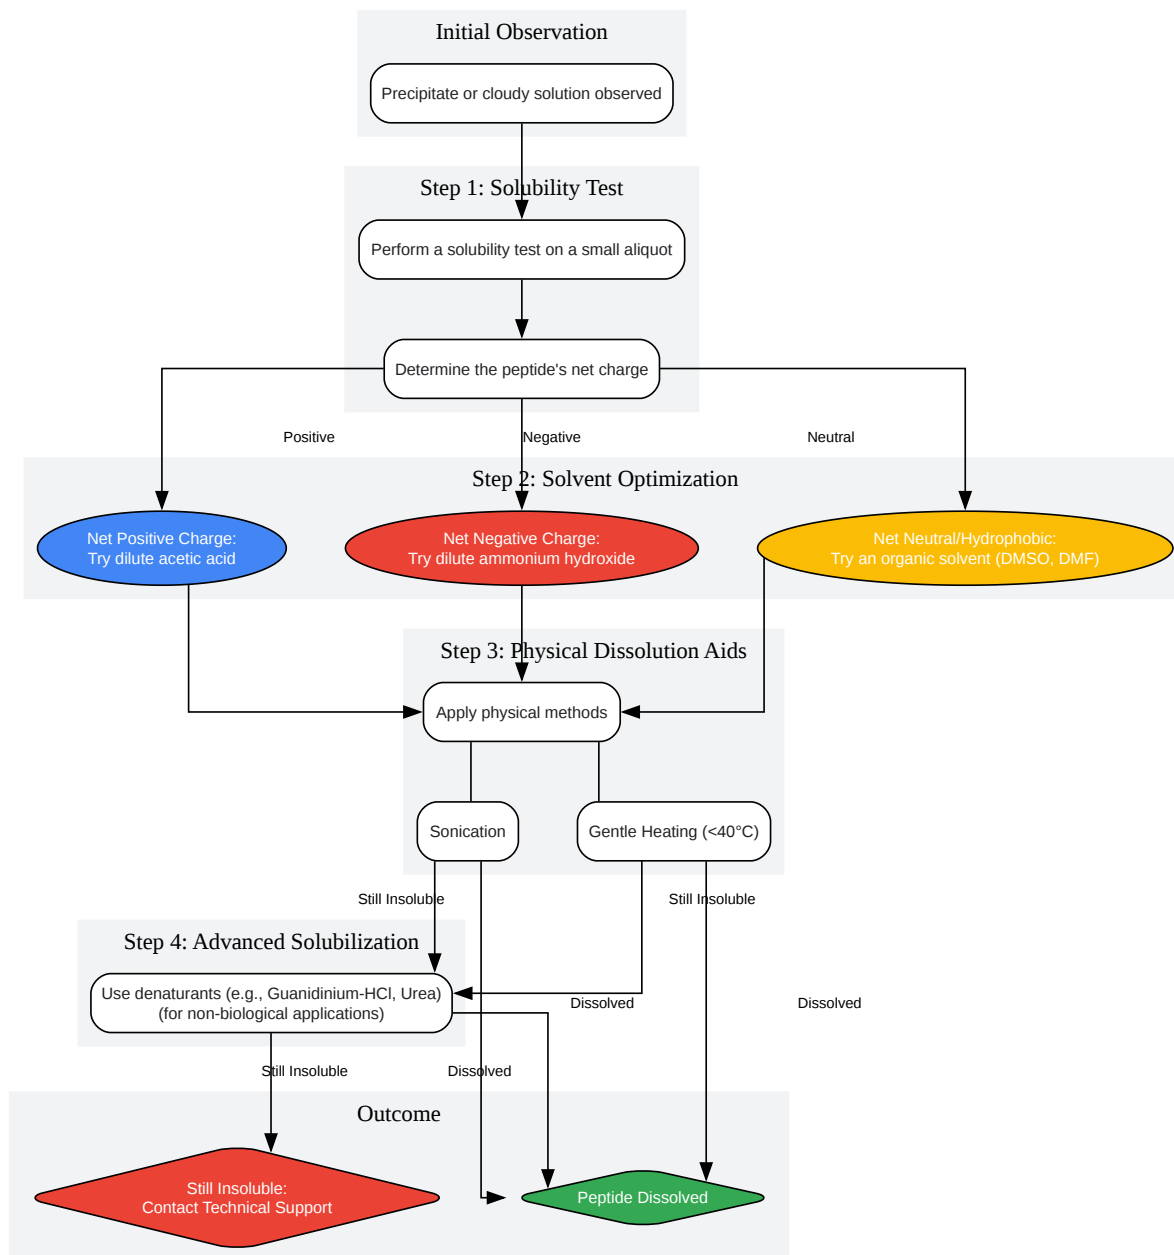 Initial Observation
Precipitate or cloudy solution observed
Step 1: Solubility Test
Perform a solubility test on a small aliquot
Determine the peptide's net charge
Positive
Negative
Neutral
Step 2: Solvent Optimization
Net Positive Charge:
Try dilute acetic acid
Net Negative Charge:
Try dilute ammonium hydroxide
Net Neutral/Hydrophobic:
Try an organic solvent (DMSO, DMF)
Step 3: Physical Dissolution Aids
Apply physical methods
Sonication
Gentle Heating (<40°C)
Still Insoluble
Still Insoluble
Step 4: Advanced Solubilization
Use denaturants (e.g., Guanidinium-HCl, Urea)
(for non-biological applications)
Dissolved
Dissolved
Still Insoluble
Dissolved
Outcome
Still Insoluble:
Contact Technical Support
Peptide Dissolved